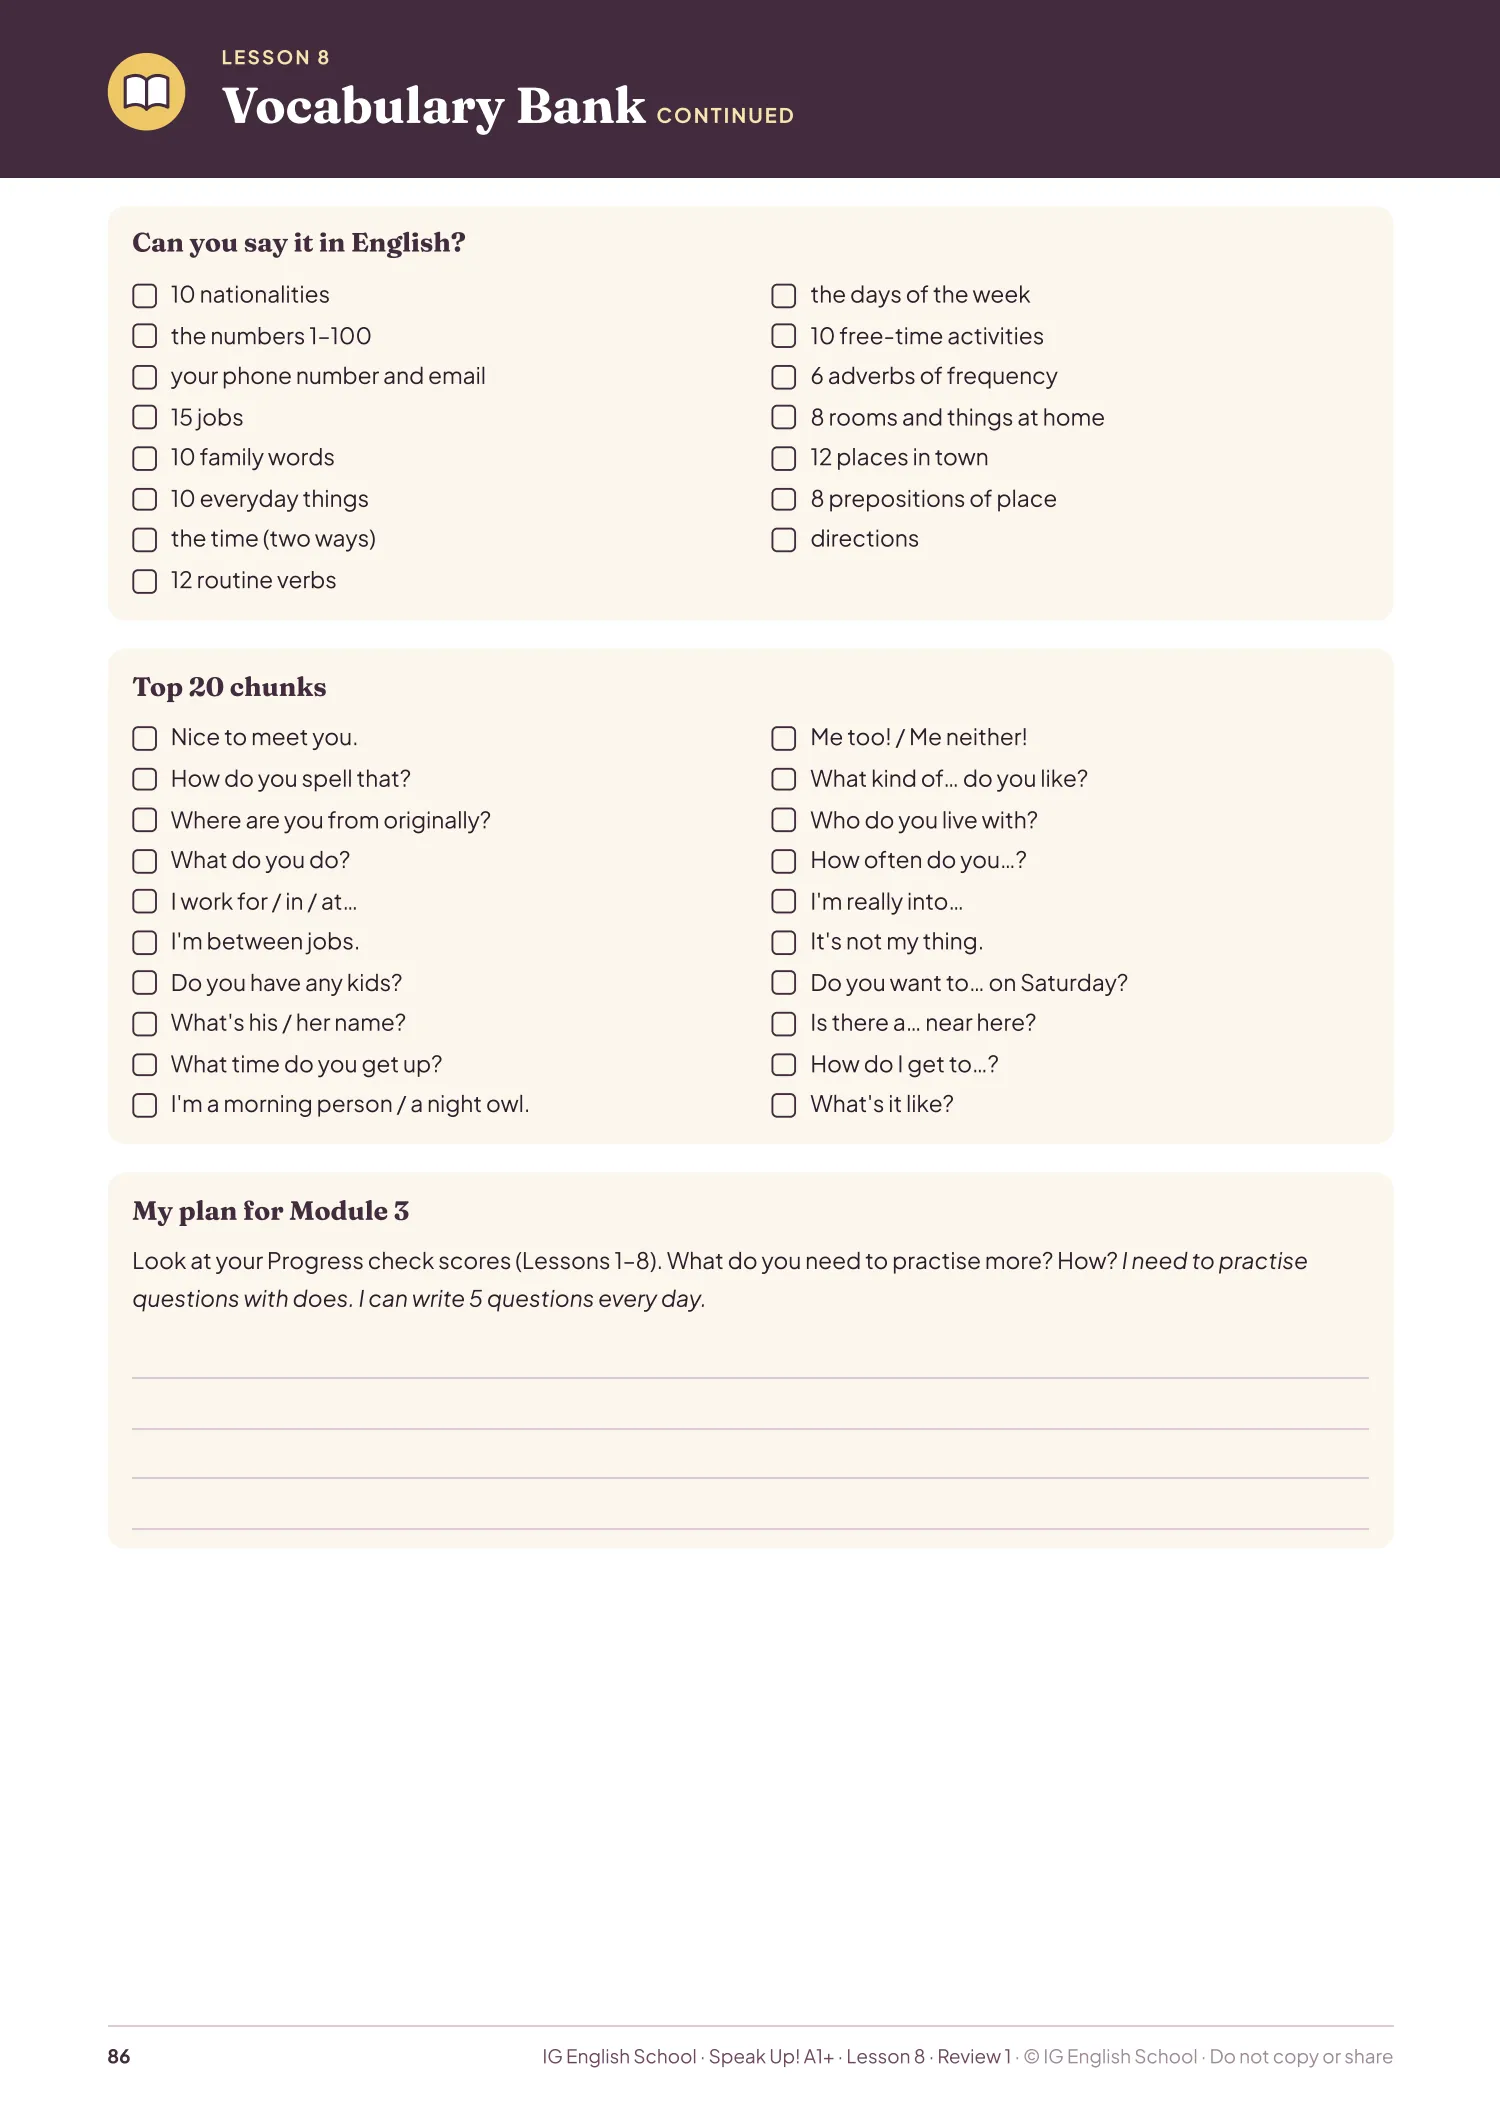 LESSON 8
Vocabulary Bank CONTINUED
Can you say it in English?
10 nationalities
the numbers 1–100
your phone number and email
15 jobs
10 family words
10 everyday things
the time (two ways)
12 routine verbs
the days of the week
10 free-time activities
6 adverbs of frequency
8 rooms and things at home
12 places in town
8 prepositions of place
directions
Top 20 chunks
Nice to meet you.
How do you spell that?
Where are you from originally?
What do you do?
I work for / in / at…
I'm between jobs.
Do you have any kids?
What's his / her name?
What time do you get up?
I'm a morning person / a night owl.
Me too! / Me neither!
What kind of… do you like?
Who do you live with?
How often do you…?
I'm really into…
It's not my thing.
Do you want to… on Saturday?
Is there a… near here?
How do I get to…?
What's it like?
My plan for Module 3
Look at your Progress check scores (Lessons 1–8). What do you need to practise more? How? I need to practise
questions with does. I can write 5 questions every day.
86
IG English School · Speak Up! A1+ · Lesson 8 · Review 1 · © IG English School · Do not copy or share